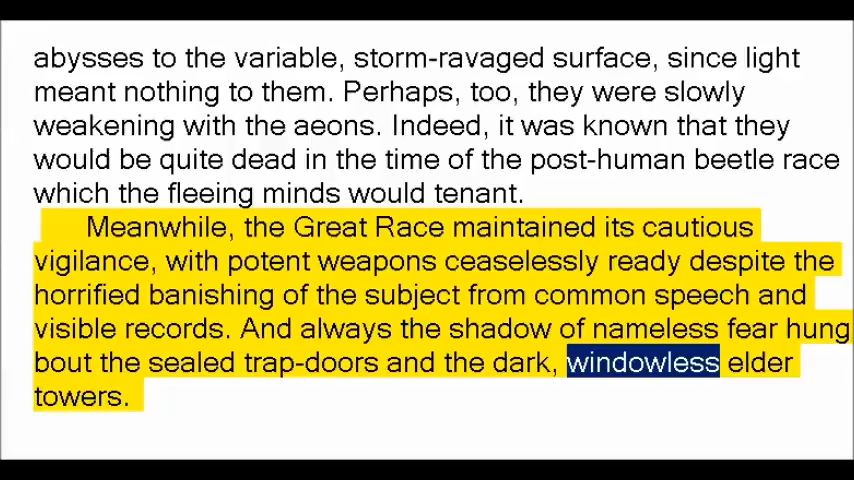 abysses to the variable, storm-ravaged surface, since light
meant nothing to them. Perhaps, too, they were slowly
weakening with the aeons. Indeed, it was known that they
would be quite dead in the time of the post-human beetle race
which the fleeing minds would tenant.
Meanwhile, the Great Race maintained its cautious
vigilance, with potent weapons ceaselessly ready despite the
horrified banishing of the subject from common speech and
visible records. And always the shadow of nameless fear hung
bout the sealed trap-doors and the dark, windowless elder
towers.